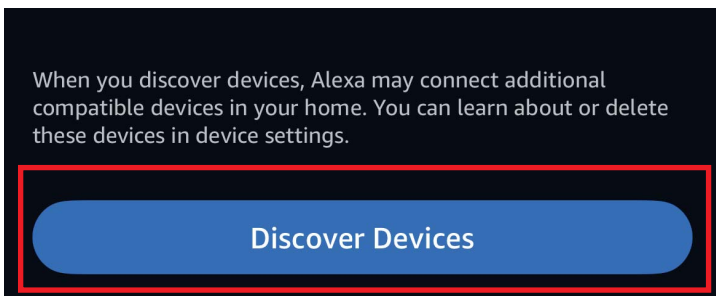 When you discover devices, Alexa may connect additional
compatible devices in your home. You can learn about or delete
these devices in device settings.
Discover Devices